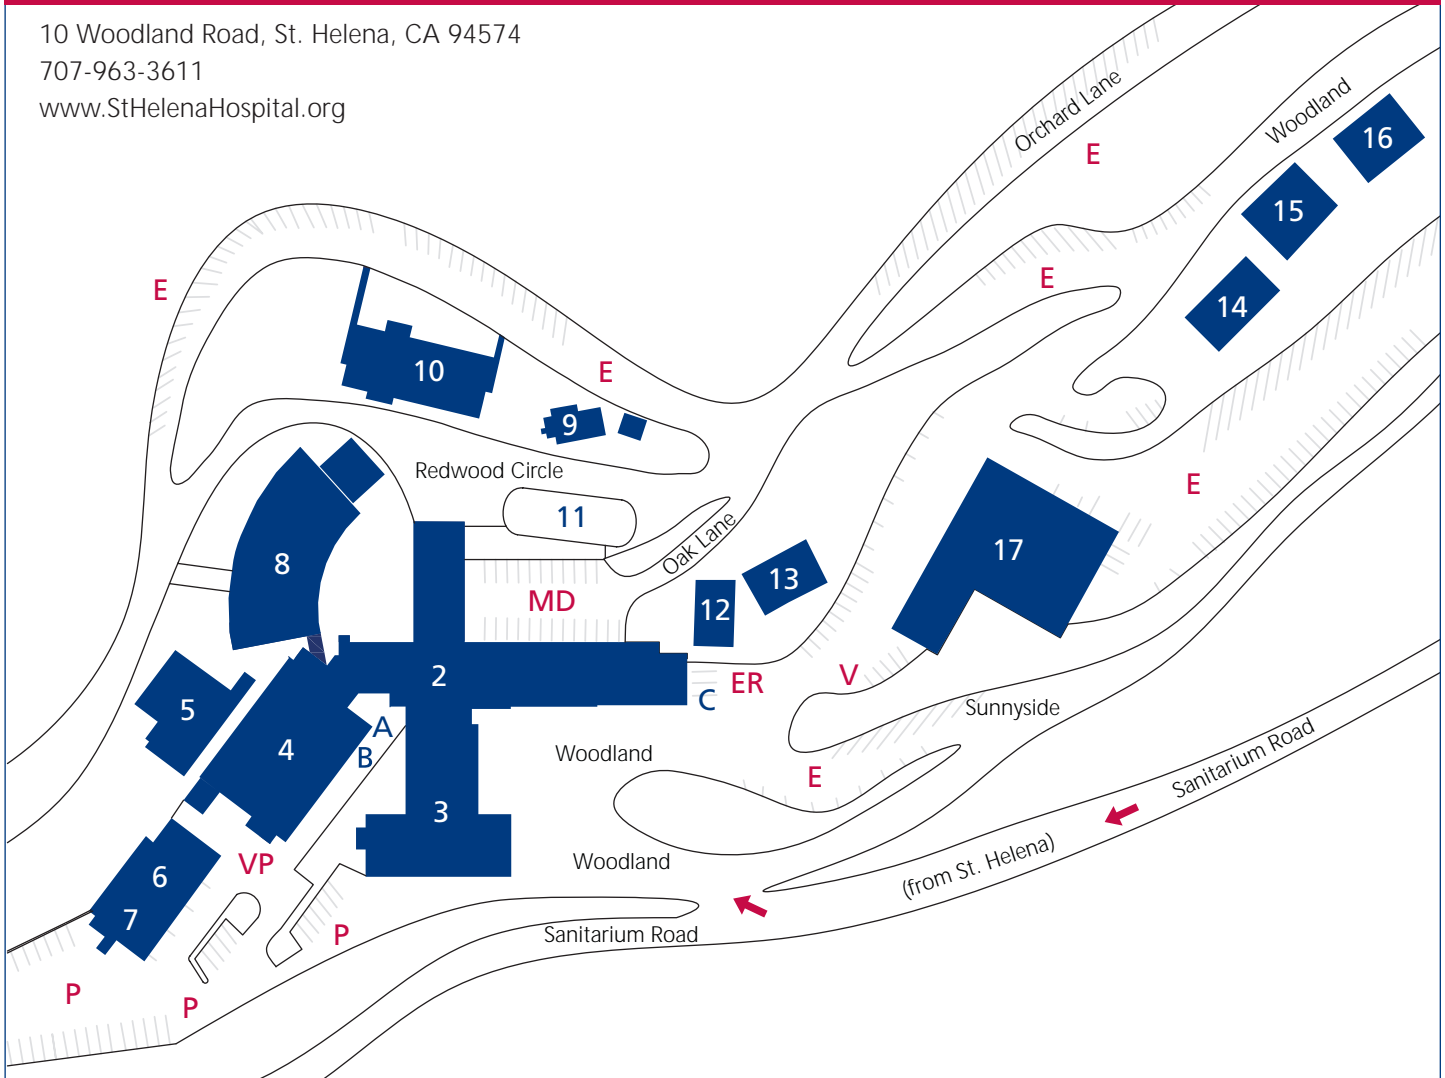 10 Woodland Road, St. Helena, CA 94574
707-963-3611
www.StHelenaHospital.org
Orchard Lane
Woodland
16
E
15
E
E
14
10
E
9
Redwood Circle
E
11
Oak Lane
17
8
13
MD
12
2
V
ER
C
5
Sunnyside
A
4
B
Woodland
Sanitarium Road
E
3
Woodland
VP
(from St. Helena)
6
7
P
Sanitarium Road
P
P